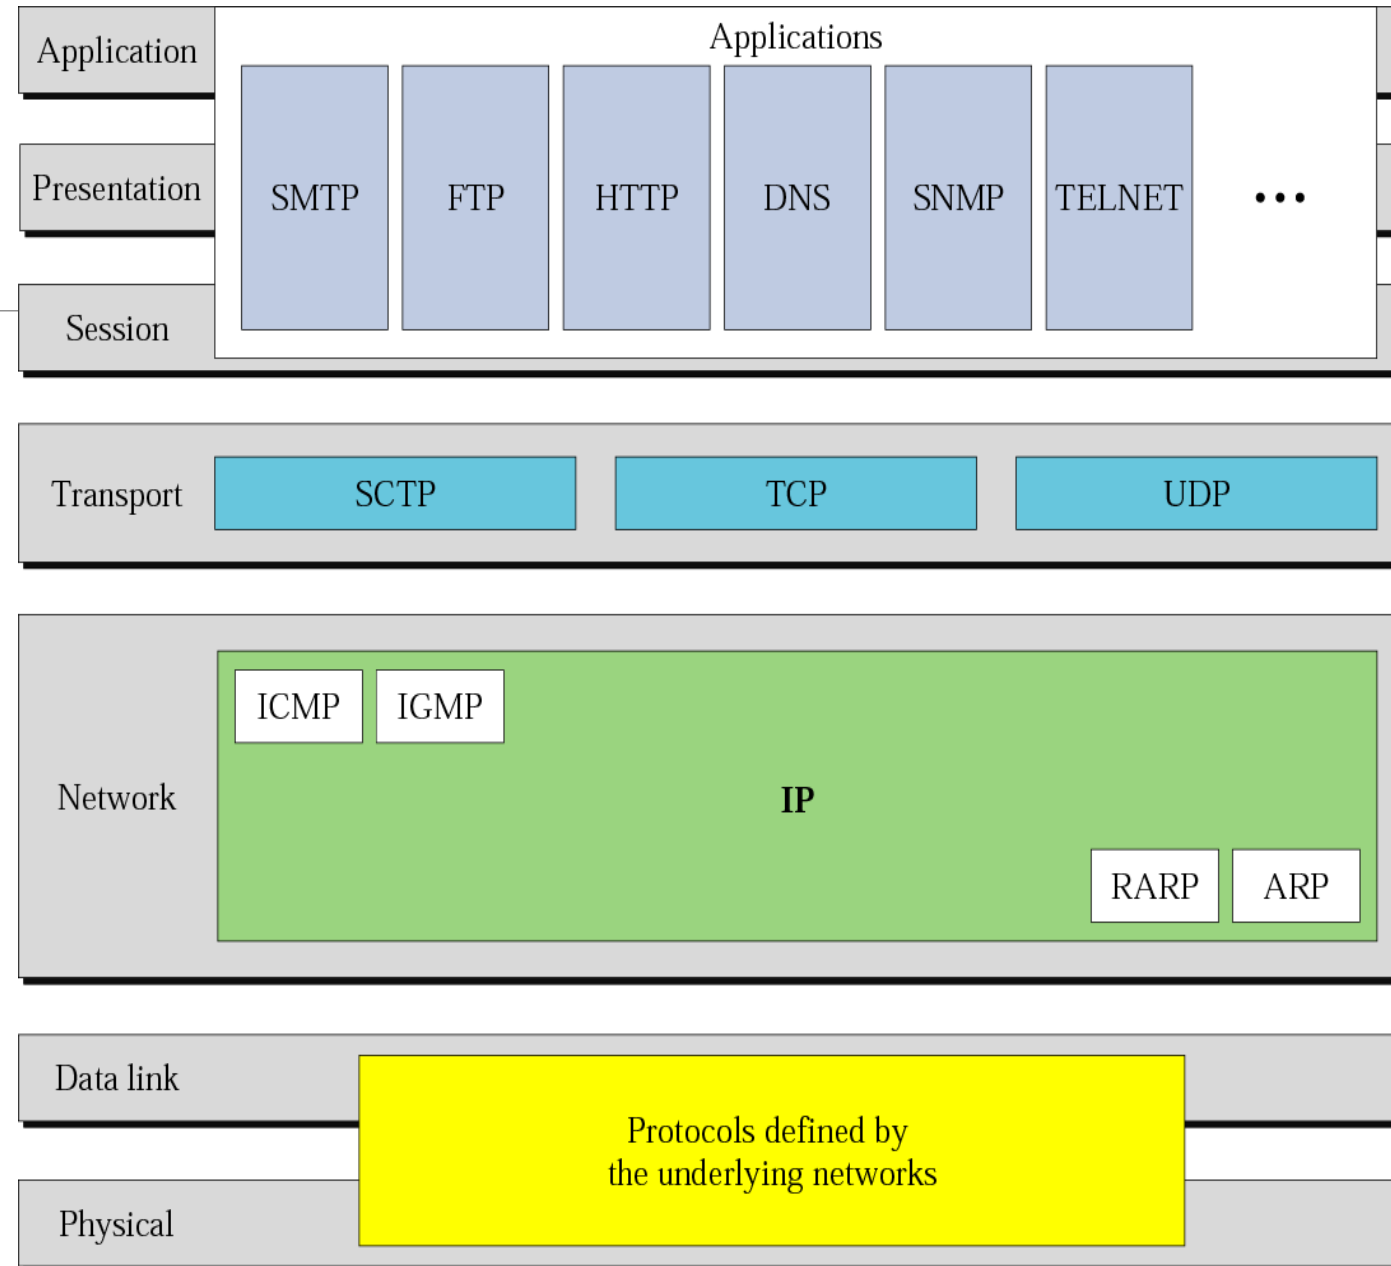 Application
Applications
Presentation
SMTP
FTP
HTTP
DNS
SNMP
TELNET
...
Session
Transport
SCTP
TCP
UDP
ICMP
IGMP
Network
IP
RARP
ARP
Data link
Protocols defined by
the underlying networks
Physical